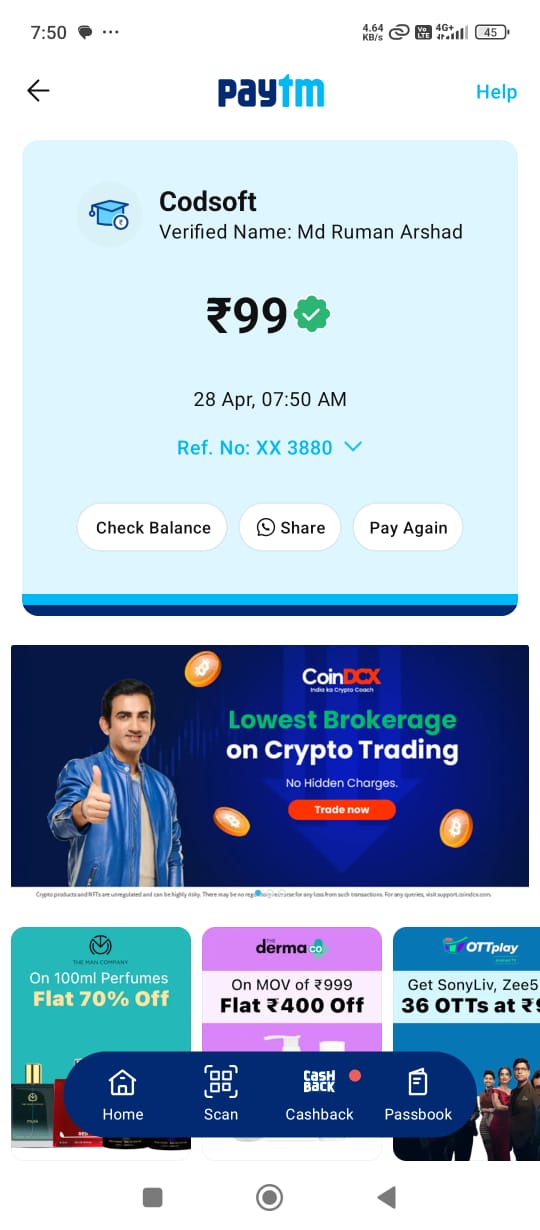 7:50 ... 4.64 KB/s Vo LTE 4G+ 45
paytm Help
Codsoft
Verified Name: Md Ruman Arshad
₹99
28 Apr, 07:50 AM
Ref. No: XX 3880
Check Balance Share Pay Again
CoinDCX
India ka Crypto Coach
Lowest Brokerage
on Crypto Trading
No Hidden Charges.
Trade now
Crypto products and NFTs are unregulated and can be highly risky. There may be no regulatory recourse for any loss from such transactions. For any queries, visit support.coindcx.com.
THE MAN COMPANY
On 100ml Perfumes
Flat 70% Off
THE derma co
On MOV of ₹999
Flat ₹400 Off
OTTplay
Get SonyLiv, Zee5
36 OTTs at ₹9
Home Scan CASH BACK Cashback Passbook